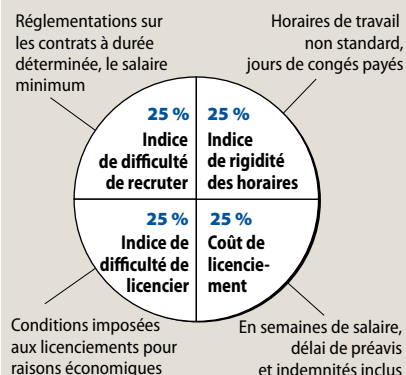 Réglementations sur
les contrats à durée
déterminée, le salaire
minimum
Horaires de travail
non standard,
jours de congés payés
25 %
Indice
de difficulté
de recruter
25 %
Indice
de rigidité
des horaires
25 %
Indice de
difficulté de
licencier
25 %
Coût de
licencie-
ment
Conditions imposées
aux licenciements pour
raisons économiques
En semaines de salaire,
délai de préavis
et indemnités inclus